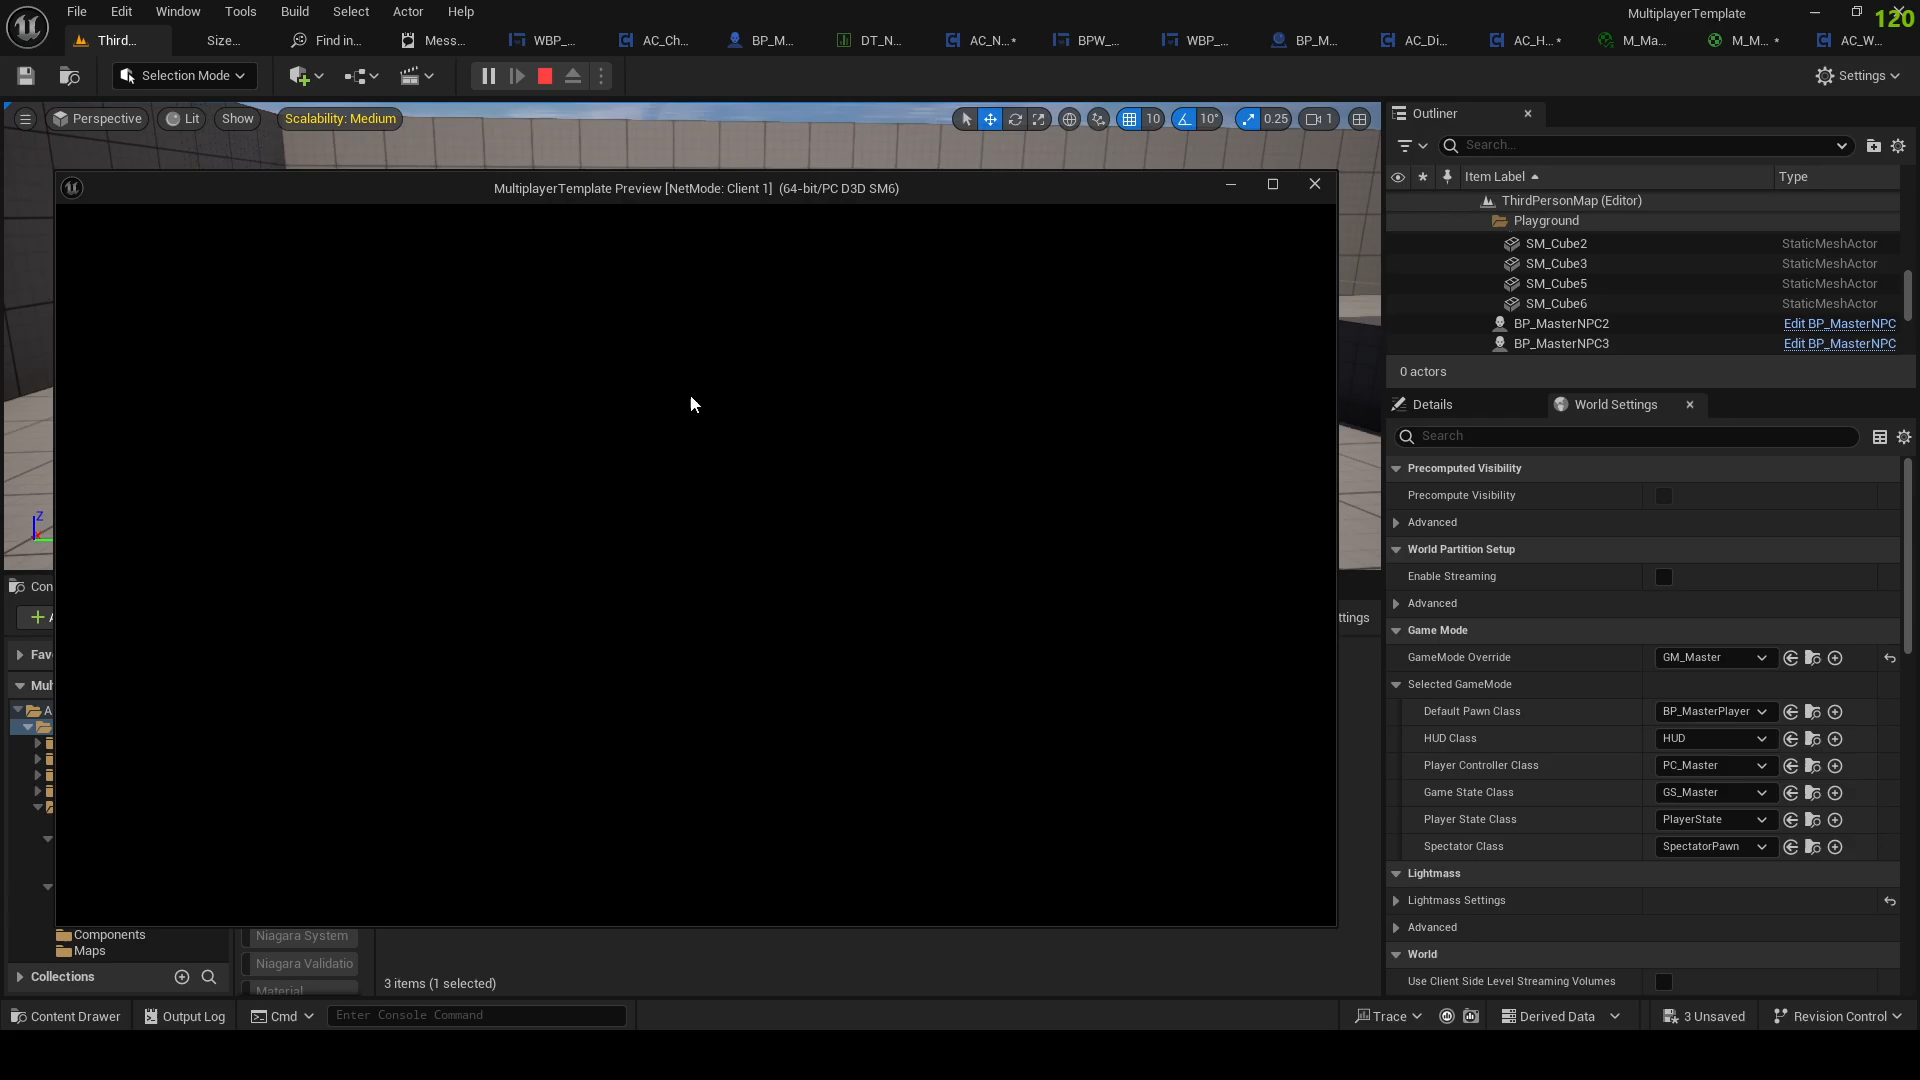 File Edit Window Tools Build Select Actor Help
MultiplayerTemplate
120
Third... Size... Find in... Mess... WBP_... AC_Ch... BP_M... DT_N... AC_N...* BPW_... WBP_... BP_M... AC_Di... AC_H...* M_Ma... M_M...* AC_W...
Selection Mode
Settings
Perspective Lit Show Scalability: Medium
10 10° 0.25 1
Outliner
Search...
Item Label Type
ThirdPersonMap (Editor)
Playground
SM_Cube2 StaticMeshActor
SM_Cube3 StaticMeshActor
SM_Cube5 StaticMeshActor
SM_Cube6 StaticMeshActor
BP_MasterNPC2 Edit BP_MasterNPC
BP_MasterNPC3 Edit BP_MasterNPC
0 actors
MultiplayerTemplate Preview [NetMode: Client 1] (64-bit/PC D3D SM6)
Z
Details World Settings
Search
Precomputed Visibility
Precompute Visibility
Advanced
World Partition Setup
Enable Streaming
Advanced
Game Mode
GameMode Override GM_Master
Selected GameMode
Default Pawn Class BP_MasterPlayer
HUD Class HUD
Player Controller Class PC_Master
Game State Class GS_Master
Player State Class PlayerState
Spectator Class SpectatorPawn
Lightmass
Lightmass Settings
Advanced
World
Use Client Side Level Streaming Volumes
Con
ttings
Fav
Mul
A
Components
Maps
Collections
Niagara System
Niagara Validatio
Material
3 items (1 selected)
Content Drawer Output Log Cmd Enter Console Command
Trace Derived Data 3 Unsaved Revision Control